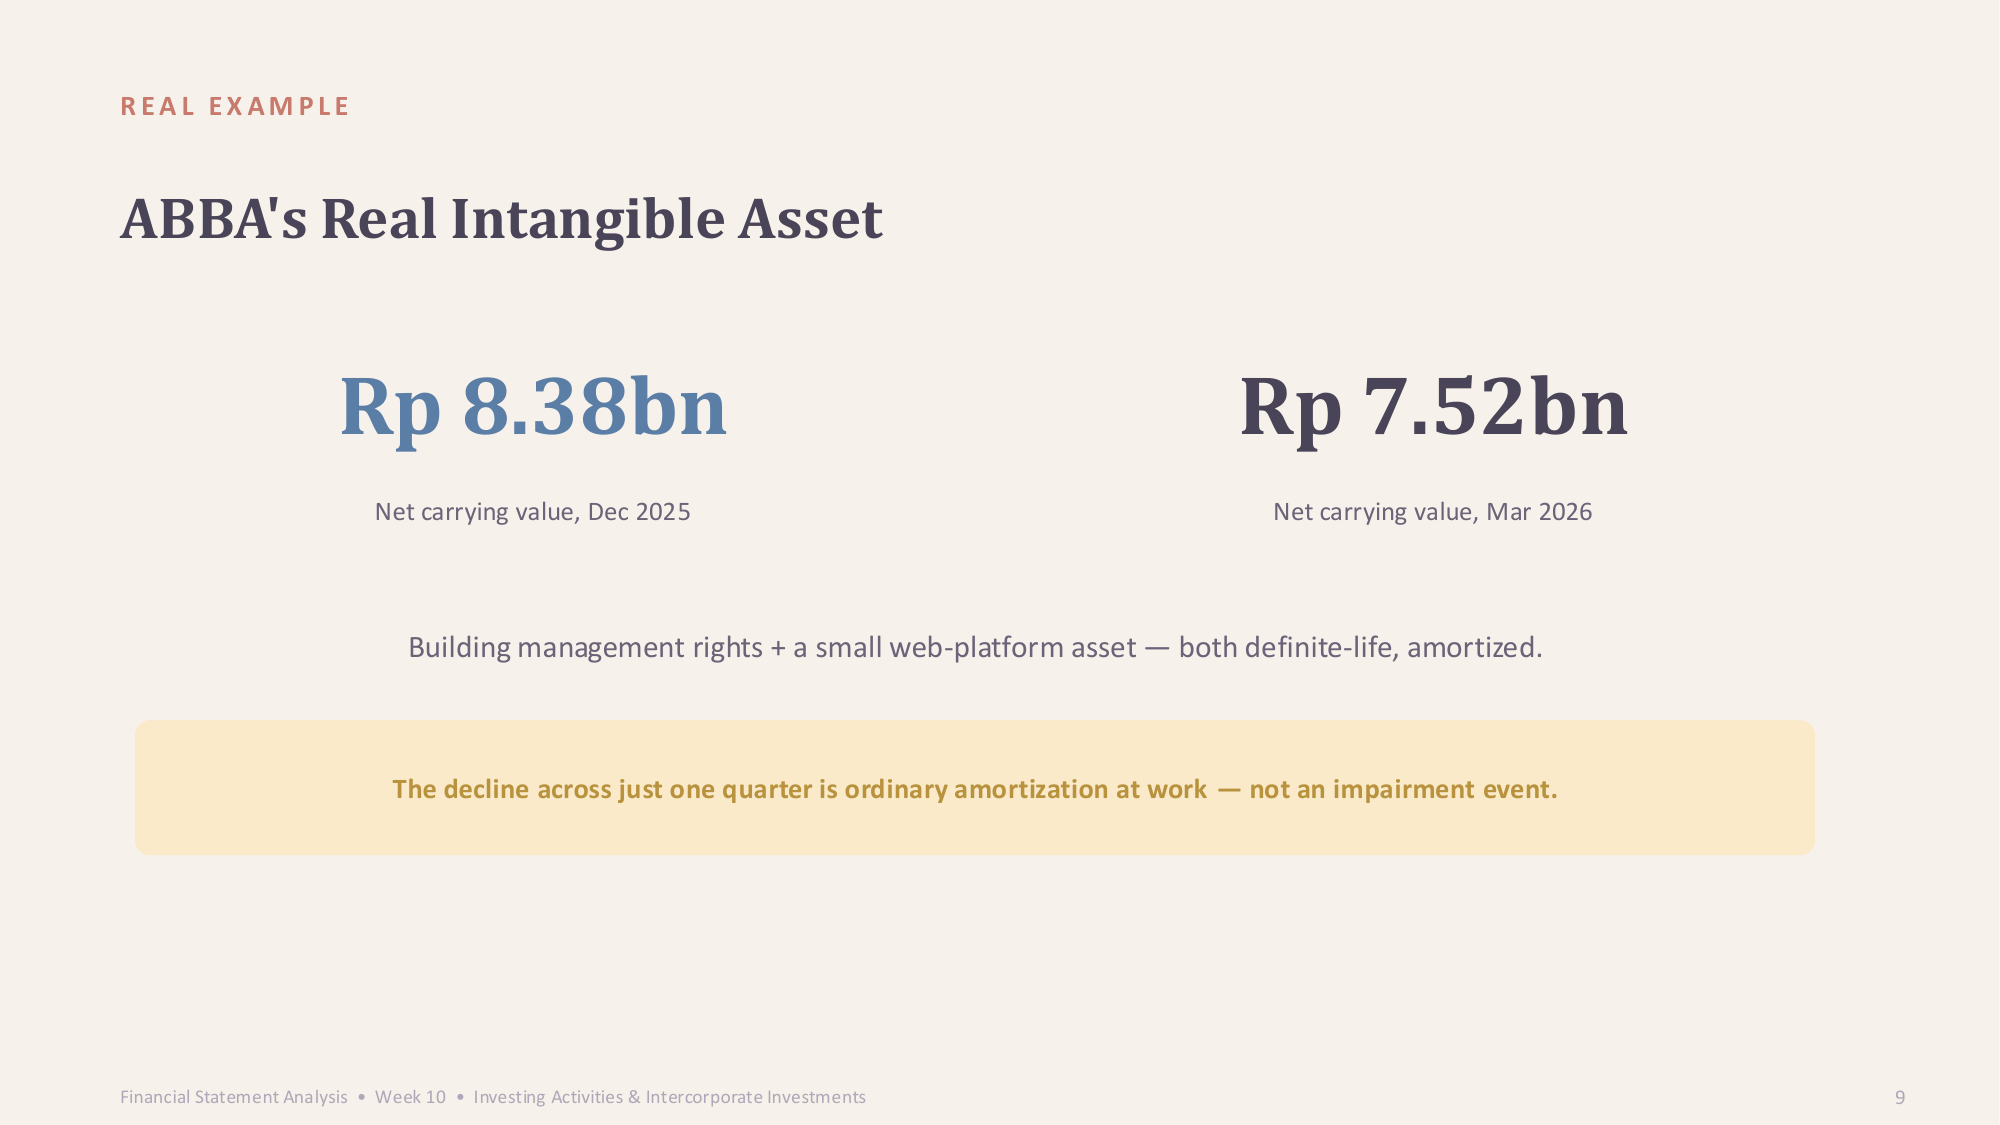 REAL EXAMPLE
ABBA's Real Intangible Asset
Rp 8.38bn
Net carrying value, Dec 2025
Rp 7.52bn
Net carrying value, Mar 2026
Building management rights + a small web-platform asset — both definite-life, amortized.
The decline across just one quarter is ordinary amortization at work — not an impairment event.
Financial Statement Analysis • Week 10 • Investing Activities & Intercorporate Investments
9